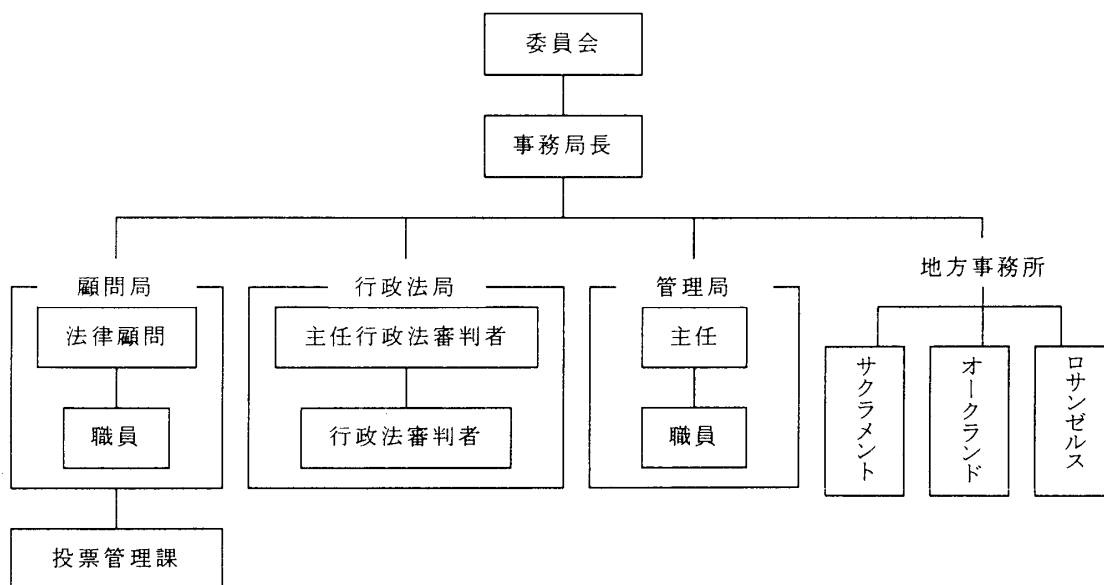 委員会
事務局長
顧問局
法律顧問
職員
投票管理課
行政法局
主任行政法審判者
行政法審判者
管理局
主任
職員
地方事務所
サクラメント
オークランド
ロサンゼルス